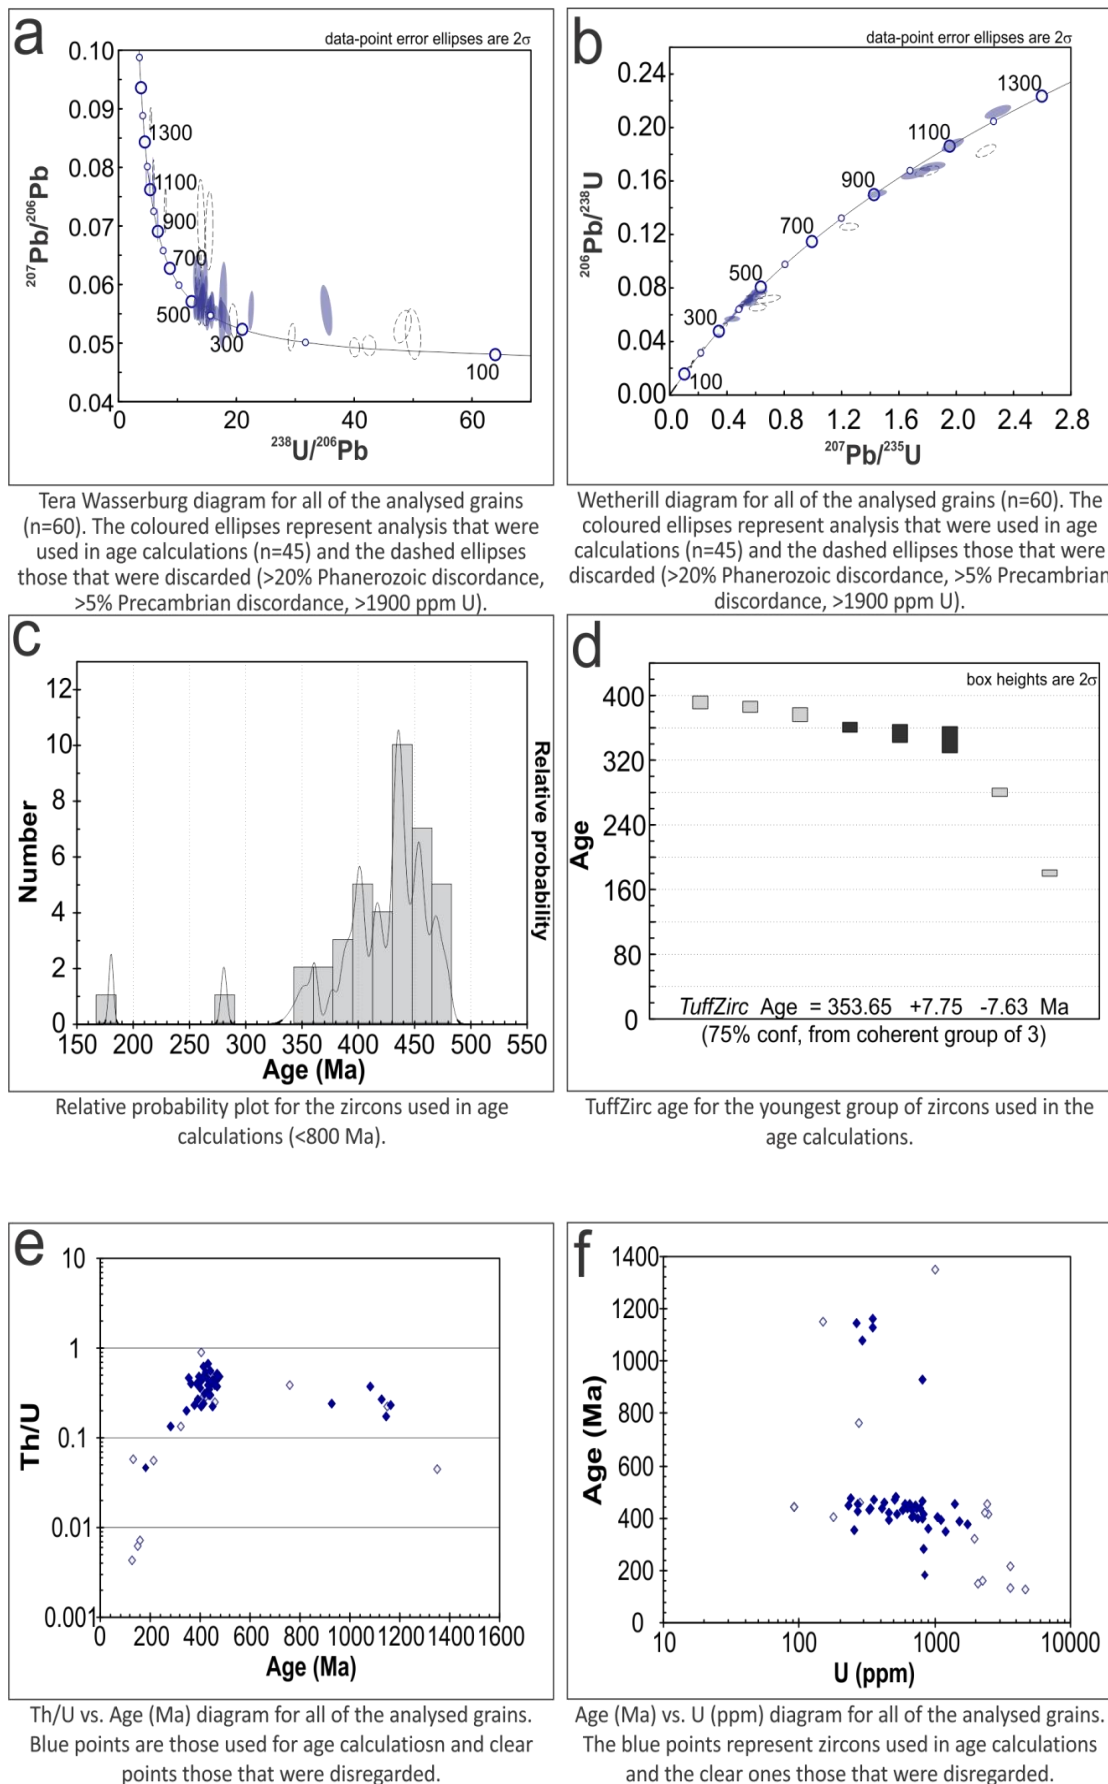 a
data-point error ellipses are 2σ
0.10
0.09
0.08
0.07
0.06
0.05
0.04
1300
1100
900
700
500
300
100
0 20 40 60
207Pb/206Pb
238U/206Pb
Tera Wasserburg diagram for all of the analysed grains
(n=60). The coloured ellipses represent analysis that were
used in age calculations (n=45) and the dashed ellipses
those that were discarded (>20% Phanerozoic discordance,
>5% Precambrian discordance, >1900 ppm U).
b
data-point error ellipses are 2σ
0.24
0.20
0.16
0.12
0.08
0.04
0.00
1300
1100
900
700
500
300
100
0.0 0.4 0.8 1.2 1.6 2.0 2.4 2.8
206Pb/238U
207Pb/235U
Wetherill diagram for all of the analysed grains (n=60). The
coloured ellipses represent analysis that were used in age
calculations (n=45) and the dashed ellipses those that were
discarded (>20% Phanerozoic discordance, >5% Precambrian
discordance, >1900 ppm U).
c
12
10
8
6
4
2
0
150 200 250 300 350 400 450 500 550
Number
Relative probability
Age (Ma)
Relative probability plot for the zircons used in age
calculations (<800 Ma).
d
box heights are 2σ
400
320
240
160
80
0
Age
TuffZirc Age = 353.65 +7.75 -7.63 Ma
(75% conf, from coherent group of 3)
TuffZirc age for the youngest group of zircons used in the
age calculations.
e
10
1
0.1
0.01
0.001
0 200 400 600 800 1000 1200 1400 1600
Th/U
Age (Ma)
Th/U vs. Age (Ma) diagram for all of the analysed grains.
Blue points are those used for age calculatiosn and clear
points those that were disregarded.
f
1400
1200
1000
800
600
400
200
0
10 100 1000 10000
Age (Ma)
U (ppm)
Age (Ma) vs. U (ppm) diagram for all of the analysed grains.
The blue points represent zircons used in age calculations
and the clear ones those that were disregarded.